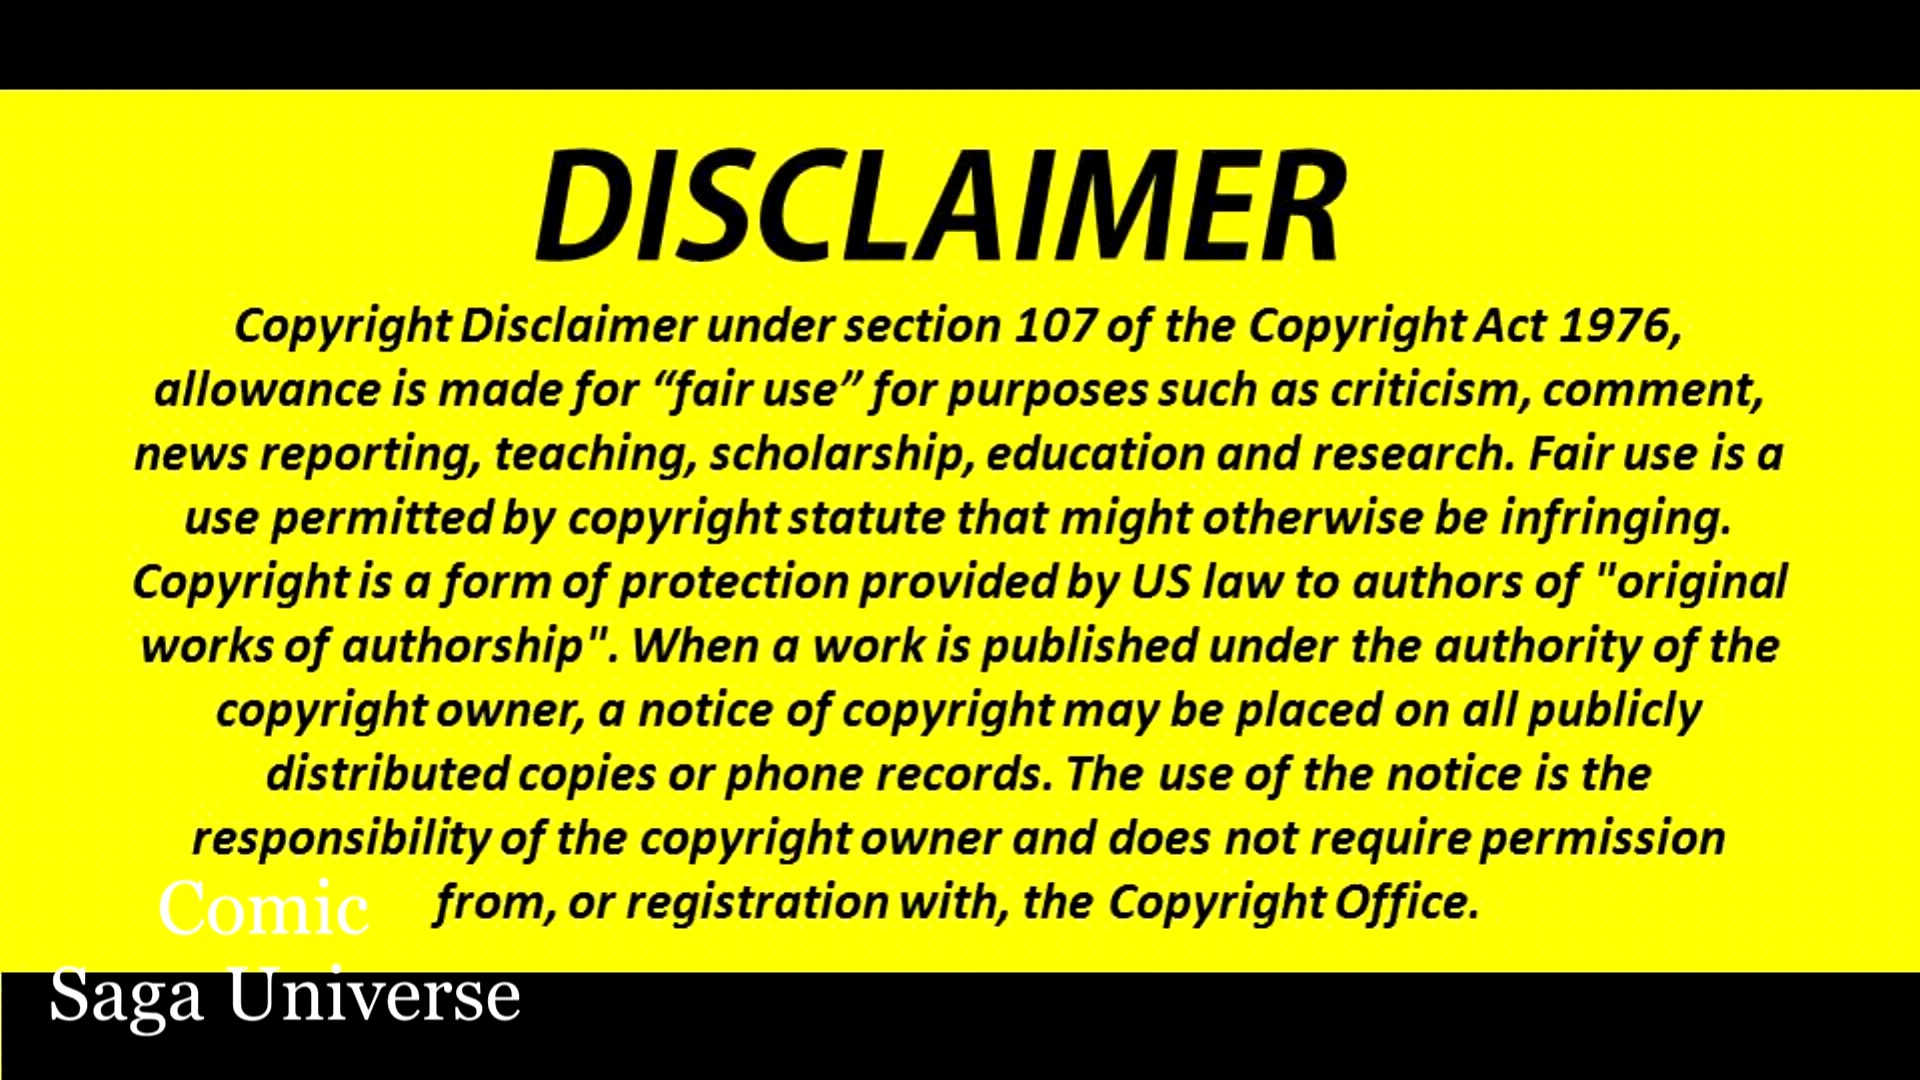 DISCLAIMER
Copyright Disclaimer under section 107 of the Copyright Act 1976,
allowance is made for “fair use” for purposes such as criticism, comment,
news reporting, teaching, scholarship, education and research. Fair use is a
use permitted by copyright statute that might otherwise be infringing.
Copyright is a form of protection provided by US law to authors of "original
works of authorship". When a work is published under the authority of the
copyright owner, a notice of copyright may be placed on all publicly
distributed copies or phone records. The use of the notice is the
responsibility of the copyright owner and does not require permission
from, or registration with, the Copyright Office.
Comic
Saga Universe